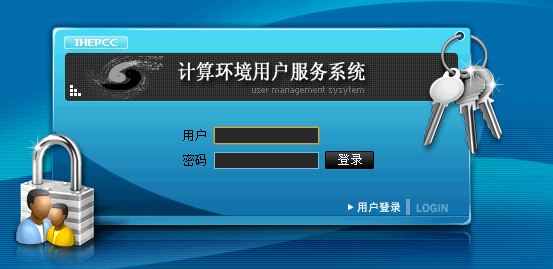 IHEPCC
计算环境用户服务系统
user management sysytem
用户
密码 登录
用户登录 LOGIN